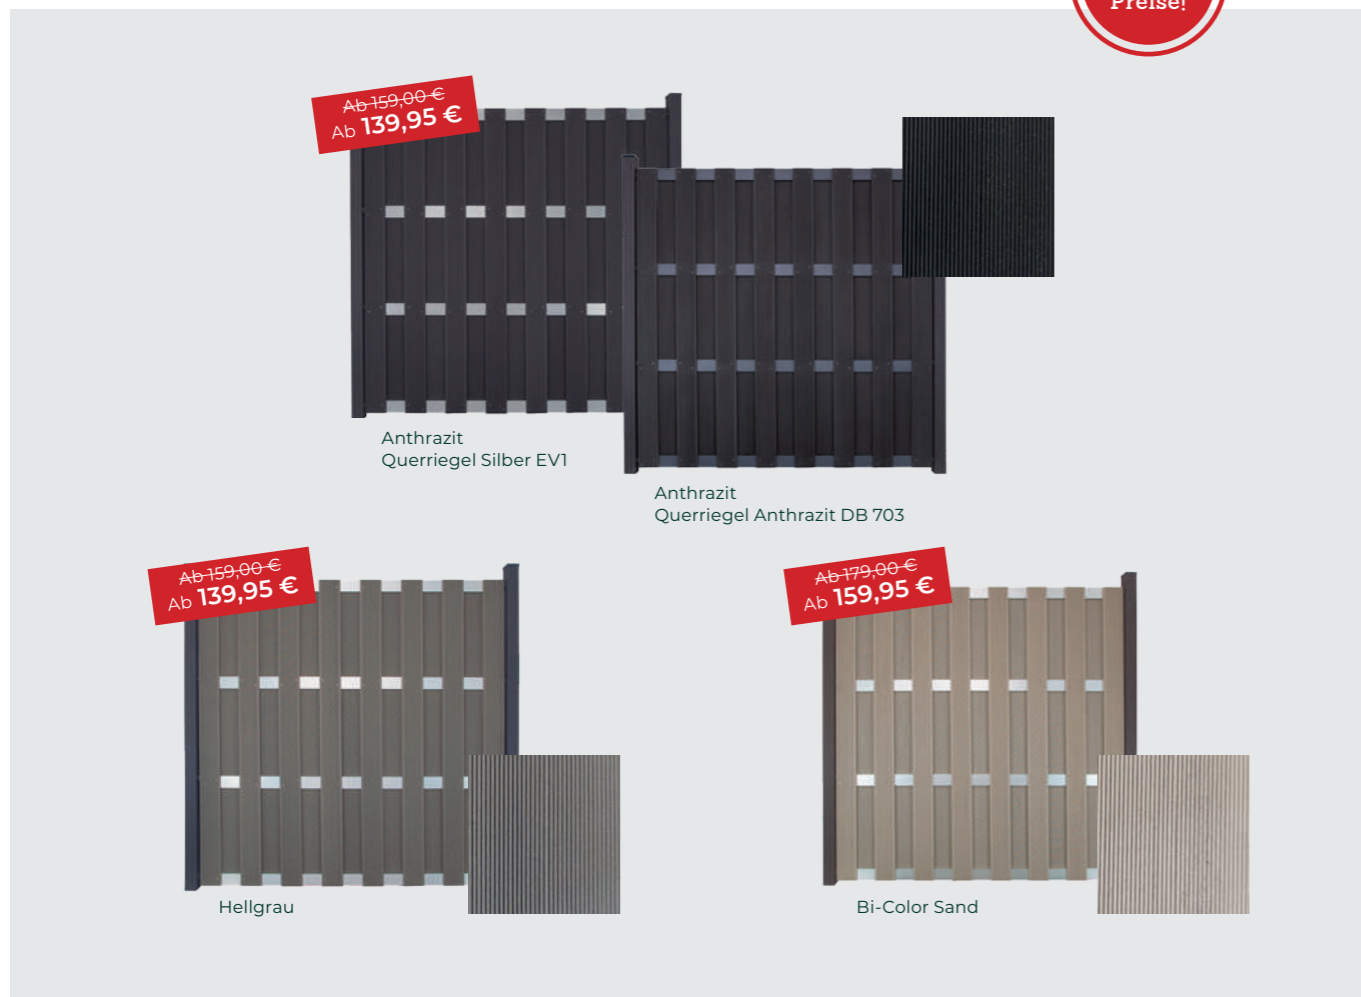 Preise!
Ab 159,00 €
Ab 139,95 €
Anthrazit
Querriegel Silber EV1
Anthrazit
Querriegel Anthrazit DB 703
Ab 159,00 €
Ab 139,95 €
Hellgrau
Ab 179,00 €
Ab 159,95 €
Bi-Color Sand